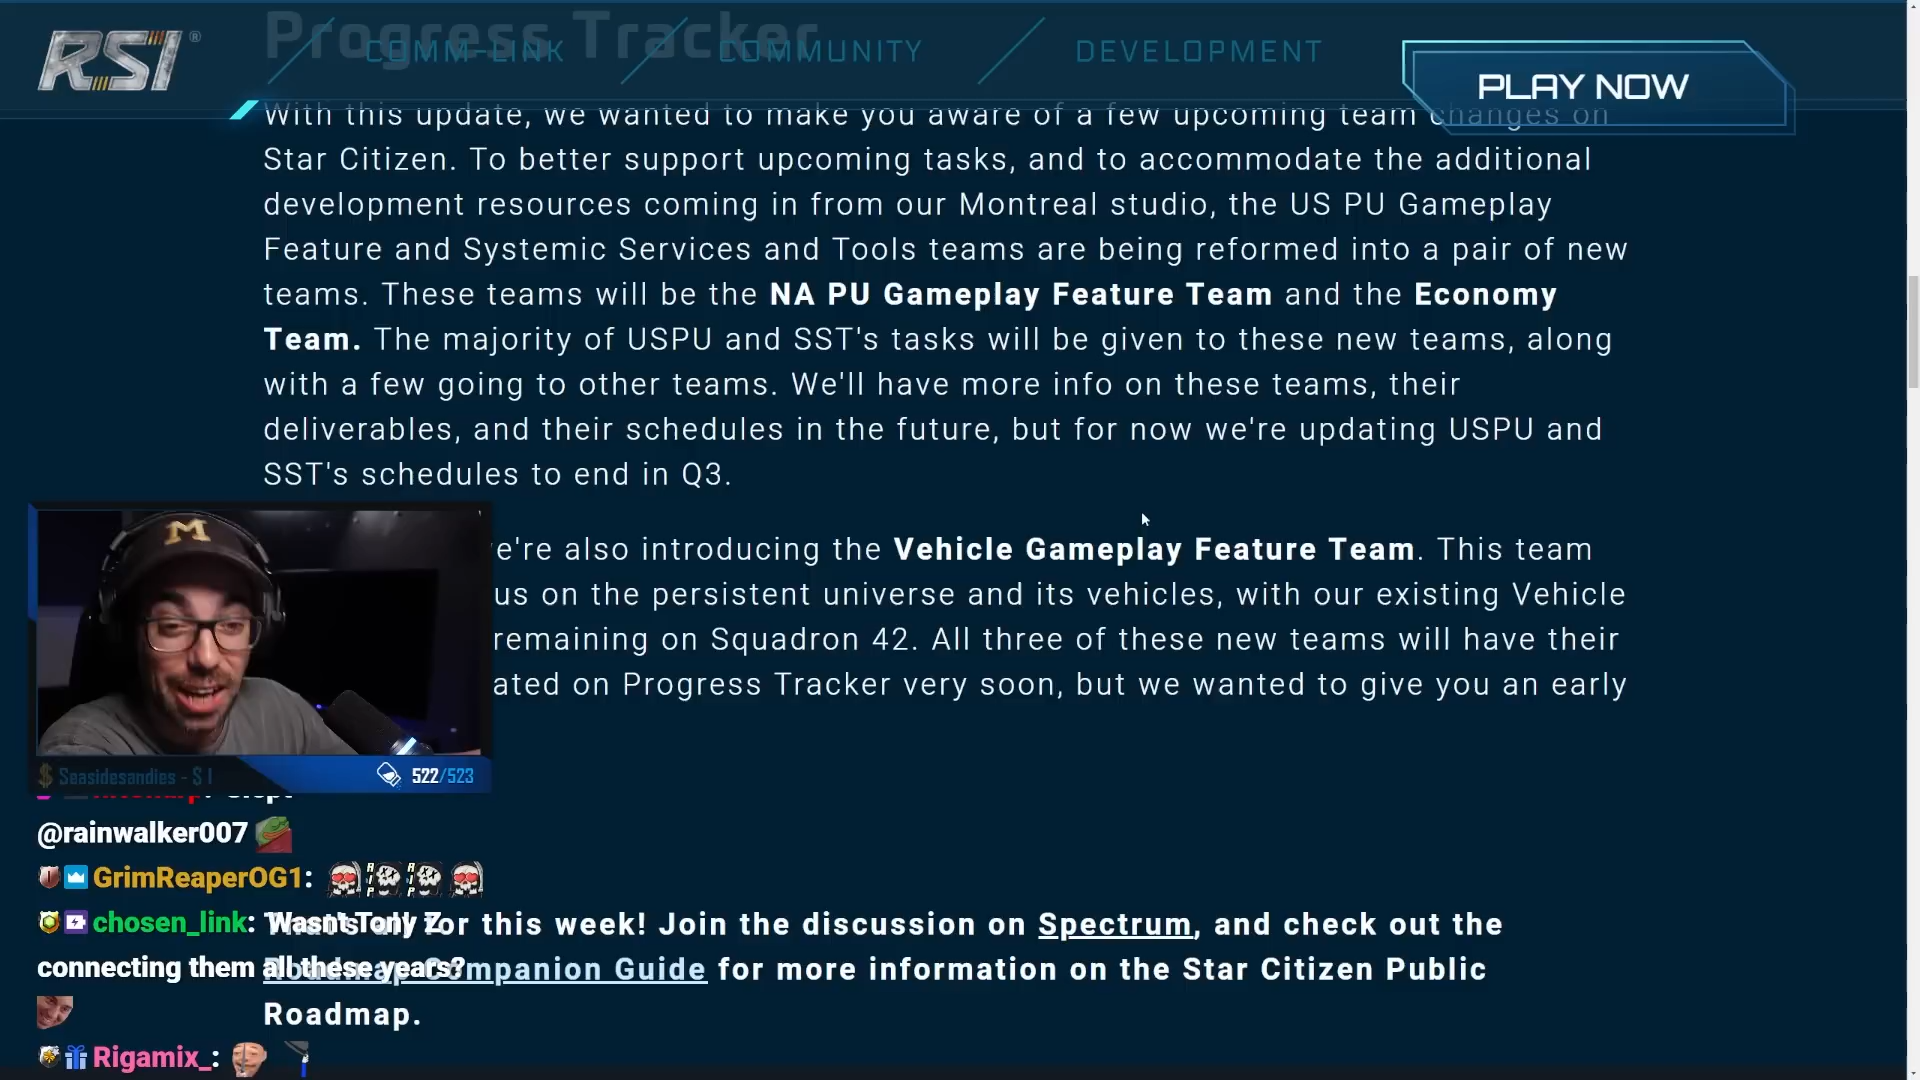 RSI ®
Progress Tracker
COMM-LINK
COMMUNITY
DEVELOPMENT
PLAY NOW
With this update, we wanted to make you aware of a few upcoming team changes on
Star Citizen. To better support upcoming tasks, and to accommodate the additional
development resources coming in from our Montreal studio, the US PU Gameplay
Feature and Systemic Services and Tools teams are being reformed into a pair of new
teams. These teams will be the NA PU Gameplay Feature Team and the Economy
Team. The majority of USPU and SST's tasks will be given to these new teams, along
with a few going to other teams. We'll have more info on these teams, their
deliverables, and their schedules in the future, but for now we're updating USPU and
SST's schedules to end in Q3.
e're also introducing the Vehicle Gameplay Feature Team. This team
us on the persistent universe and its vehicles, with our existing Vehicle
remaining on Squadron 42. All three of these new teams will have their
ated on Progress Tracker very soon, but we wanted to give you an early
M
Seasidesandies - $1
522/523
@rainwalker007
GrimReaperOG1:
chosen_link: Wasn't Tony Z
connecting them all these years?
Rigamix_:
for this week! Join the discussion on Spectrum, and check out the
Companion Guide for more information on the Star Citizen Public
Roadmap.